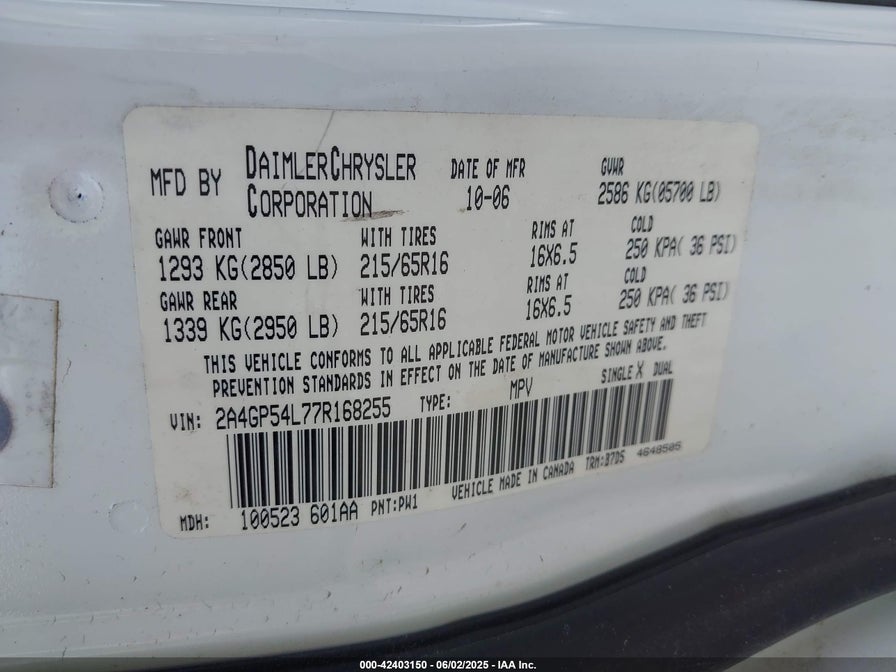 MFD BY DAIMLERCHRYSLER CORPORATION
DATE OF MFR
10-06
GVWR
2586 KG(05700 LB)
GAWR FRONT WITH TIRES RIMS AT COLD
1293 KG(2850 LB) 215/65R16 16X6.5 250 KPA( 36 PSI)
GAWR REAR WITH TIRES RIMS AT COLD
1339 KG(2950 LB) 215/65R16 16X6.5 250 KPA( 36 PSI)
THIS VEHICLE CONFORMS TO ALL APPLICABLE FEDERAL MOTOR VEHICLE SAFETY AND THEFT
PREVENTION STANDARDS IN EFFECT ON THE DATE OF MANUFACTURE SHOWN ABOVE.
VIN: 2A4GP54L77R168255 TYPE: MPV SINGLE X DUAL
MDH: 100523 601AA PNT:PW1 VEHICLE MADE IN CANADA TRM:B7D5 4648505
000-42403150 - 06/02/2025 - IAA Inc.